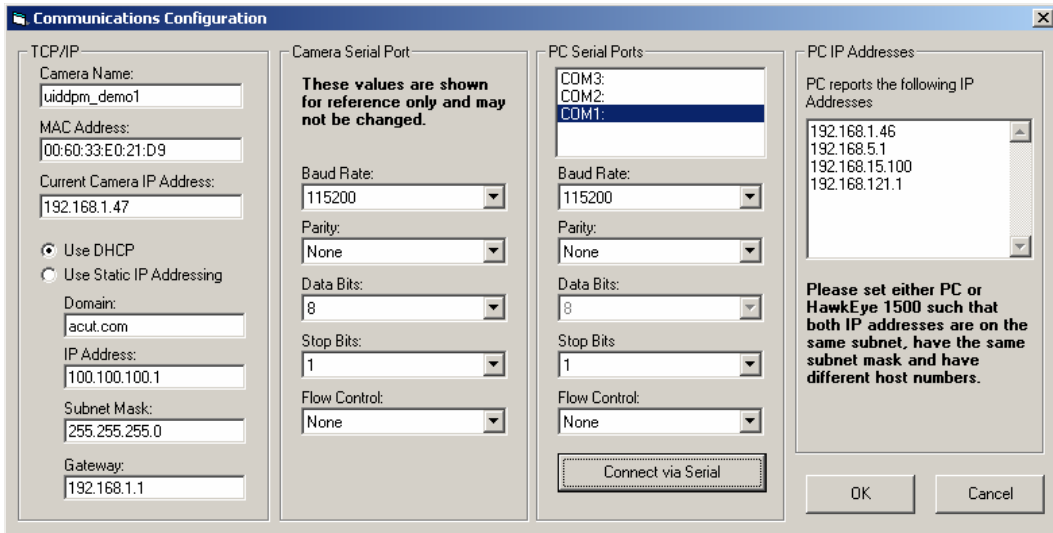 Communications Configuration
TCP/IP
Camera Name:
uiddpm_demo1
MAC Address:
00:60:33:E0:21:D9
Current Camera IP Address:
192.168.1.47
Use DHCP
Use Static IP Addressing
Domain:
acut.com
IP Address:
100.100.100.1
Subnet Mask:
255.255.255.0
Gateway:
192.168.1.1
Camera Serial Port
These values are shown
for reference only and may
not be changed.
Baud Rate:
115200
Parity:
None
Data Bits:
8
Stop Bits:
1
Flow Control:
None
PC Serial Ports
COM3:
COM2:
COM1:
Baud Rate:
115200
Parity:
None
Data Bits:
8
Stop Bits
1
Flow Control:
None
Connect via Serial
PC IP Addresses
PC reports the following IP
Addresses
192.168.1.46
192.168.5.1
192.168.15.100
192.168.121.1
Please set either PC or
HawkEye 1500 such that
both IP addresses are on the
same subnet, have the same
subnet mask and have
different host numbers.
OK
Cancel